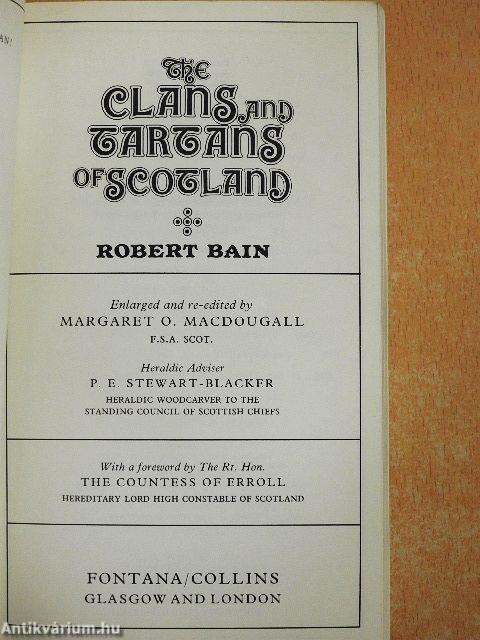 AN!
THE
CLANS AND
TARTANS
OF SCOTLAND
ROBERT BAIN
Enlarged and re-edited by
MARGARET O. MACDOUGALL
F.S.A. SCOT.
Heraldic Adviser
P. E. STEWART-BLACKER
HERALDIC WOODCARVER TO THE
STANDING COUNCIL OF SCOTTISH CHIEFS
With a foreword by The Rt. Hon.
THE COUNTESS OF ERROLL
HEREDITARY LORD HIGH CONSTABLE OF SCOTLAND
FONTANA/COLLINS
GLASGOW AND LONDON
Antikvárium.hu